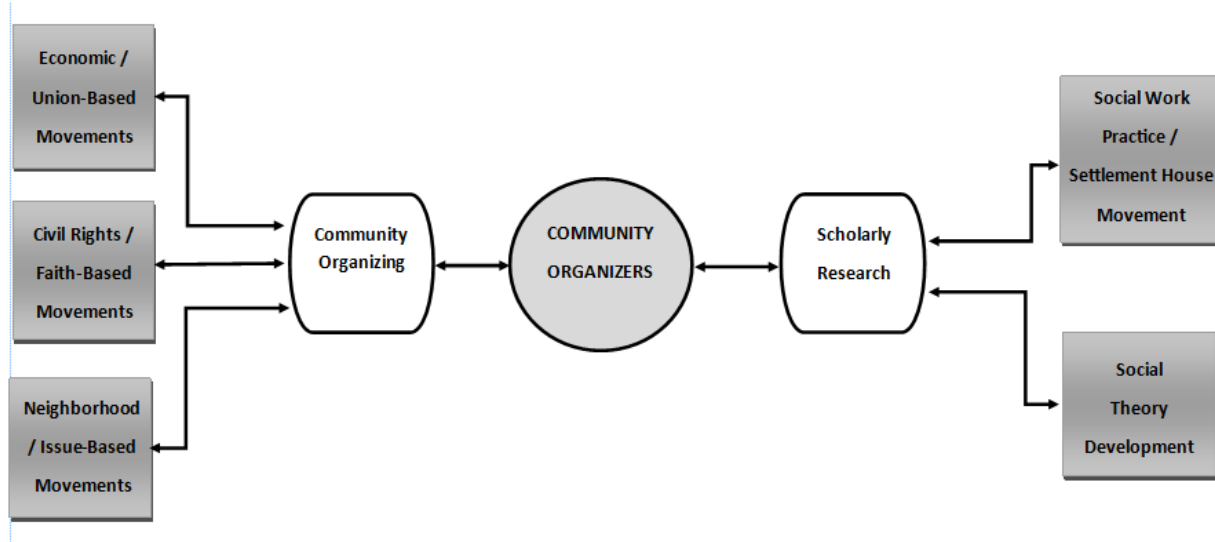 Economic /
Union-Based
Movements
Civil Rights /
Faith-Based
Movements
Neighborhood
/ Issue-Based
Movements
Community
Organizing
COMMUNITY
ORGANIZERS
Scholarly
Research
Social Work
Practice /
Settlement House
Movement
Social
Theory
Development